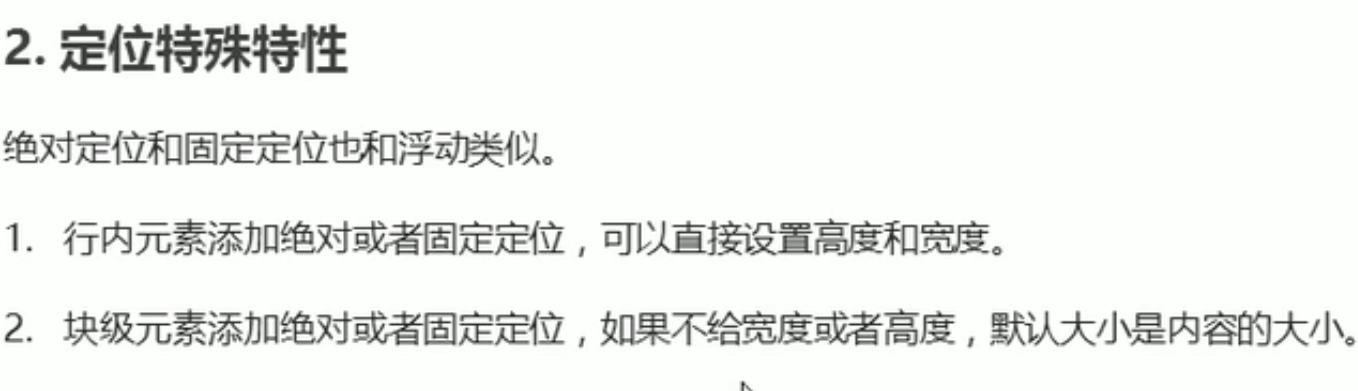 2. 定位特殊特性
绝对定位和固定定位也和浮动类似。
1. 行内元素添加绝对或者固定定位，可以直接设置高度和宽度。
2. 块级元素添加绝对或者固定定位，如果不给宽度或者高度，默认大小是内容的大小。